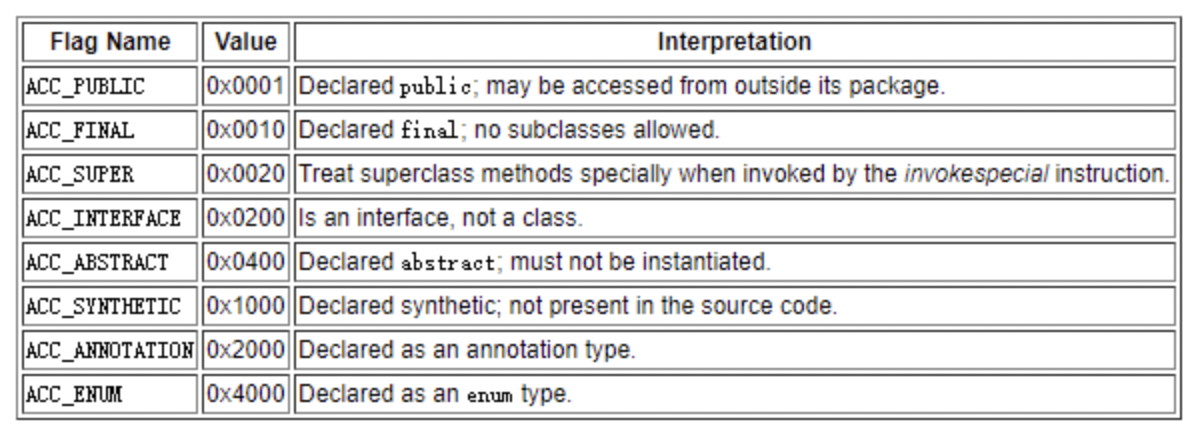 Flag Name Value Interpretation
ACC_PUBLIC 0x0001 Declared public; may be accessed from outside its package.
ACC_FINAL 0x0010 Declared final; no subclasses allowed.
ACC_SUPER 0x0020 Treat superclass methods specially when invoked by the invokespecial instruction.
ACC_INTERFACE 0x0200 Is an interface, not a class.
ACC_ABSTRACT 0x0400 Declared abstract; must not be instantiated.
ACC_SYNTHETIC 0x1000 Declared synthetic; not present in the source code.
ACC_ANNOTATION 0x2000 Declared as an annotation type.
ACC_ENUM 0x4000 Declared as an enum type.